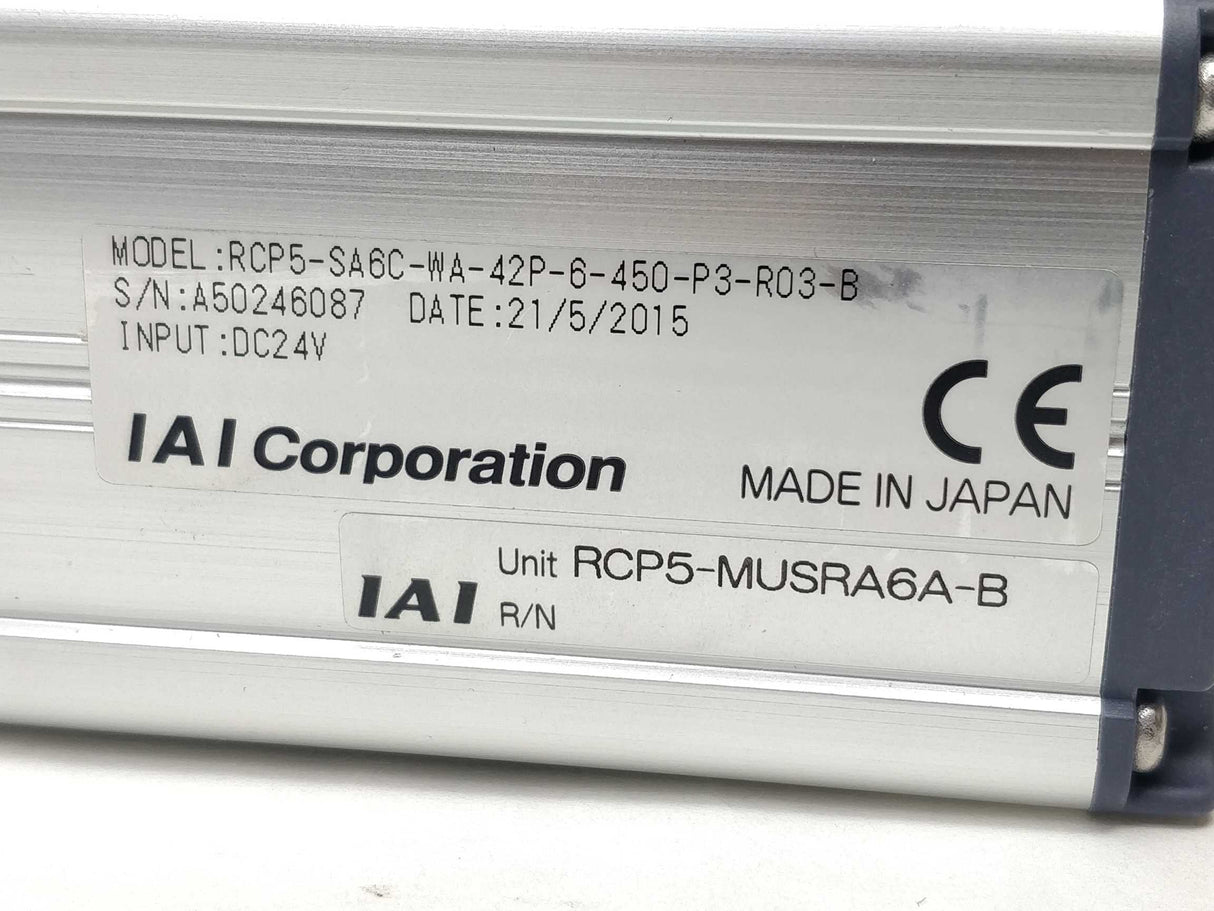 MODEL:RCP5-SA6C-WA-42P-6-450-P3-R03-B
S/N:A50246087 DATE:21/5/2015
INPUT:DC24V
IAI Corporation
CE
MADE IN JAPAN
IAI
Unit RCP5-MUSRA6A-B
R/N